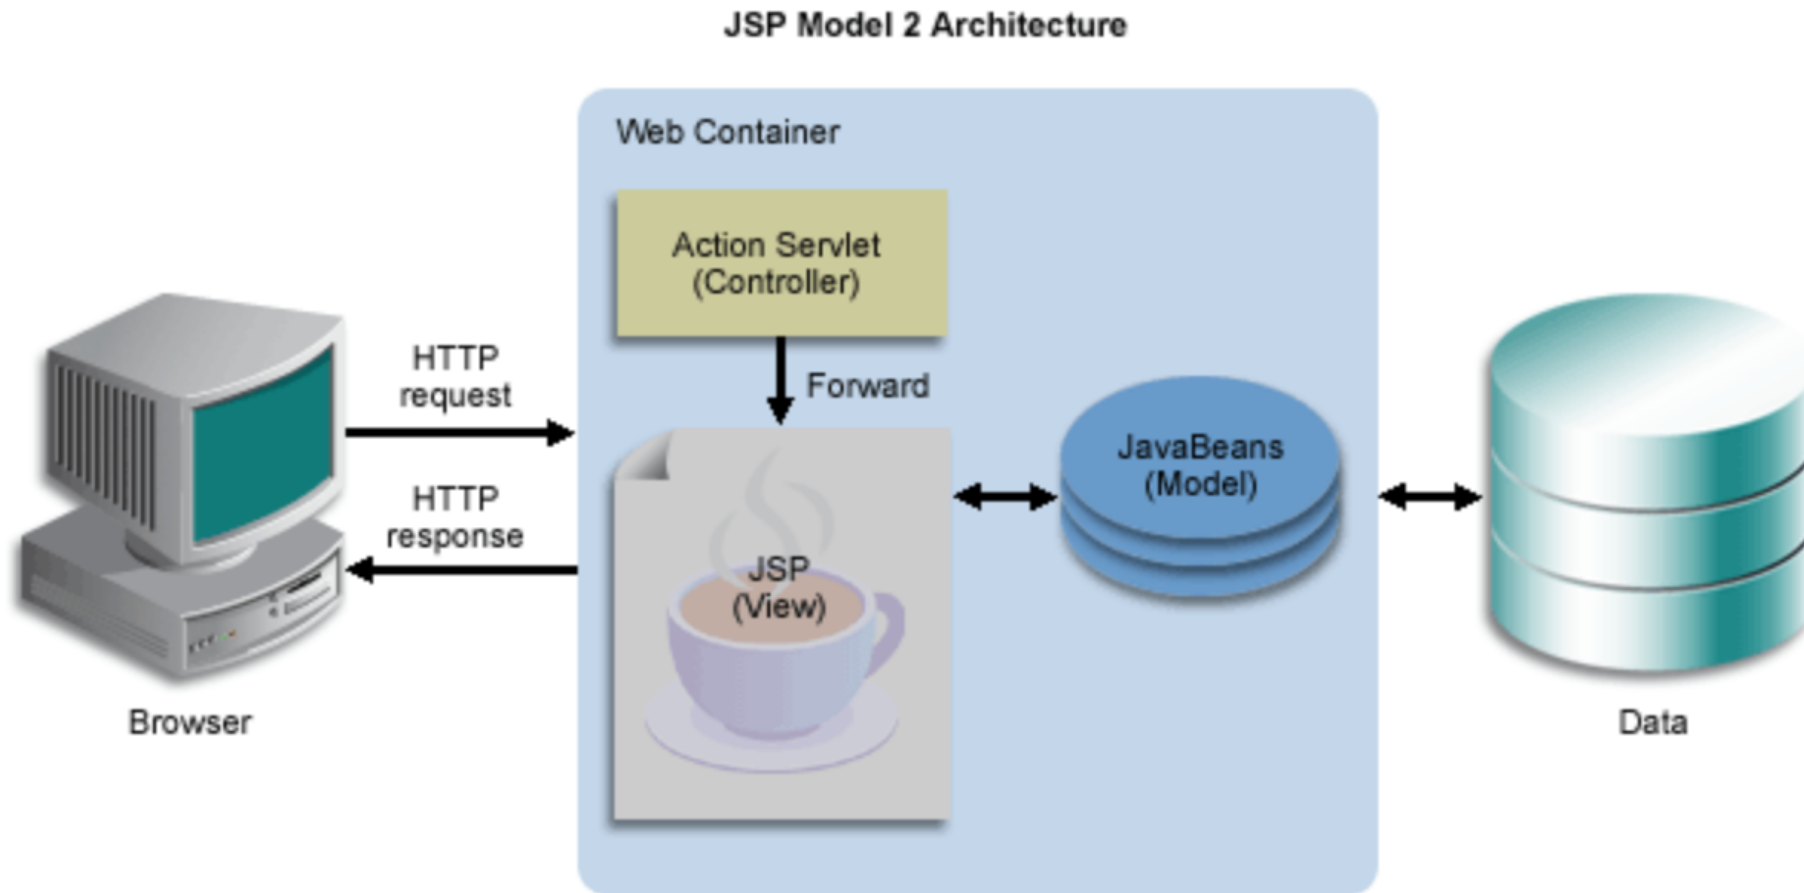 JSP Model 2 Architecture
Web Container
Action Servlet
(Controller)
HTTP
request
Forward
HTTP
response
JSP
(View)
JavaBeans
(Model)
Browser
Data